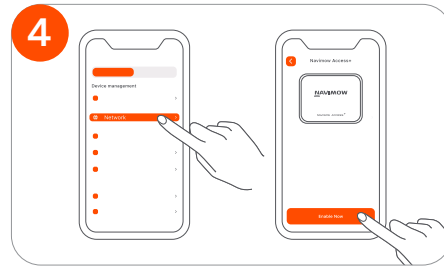 4
Device management
Network
Navimow Access+
NAVIMOW
Enable Now